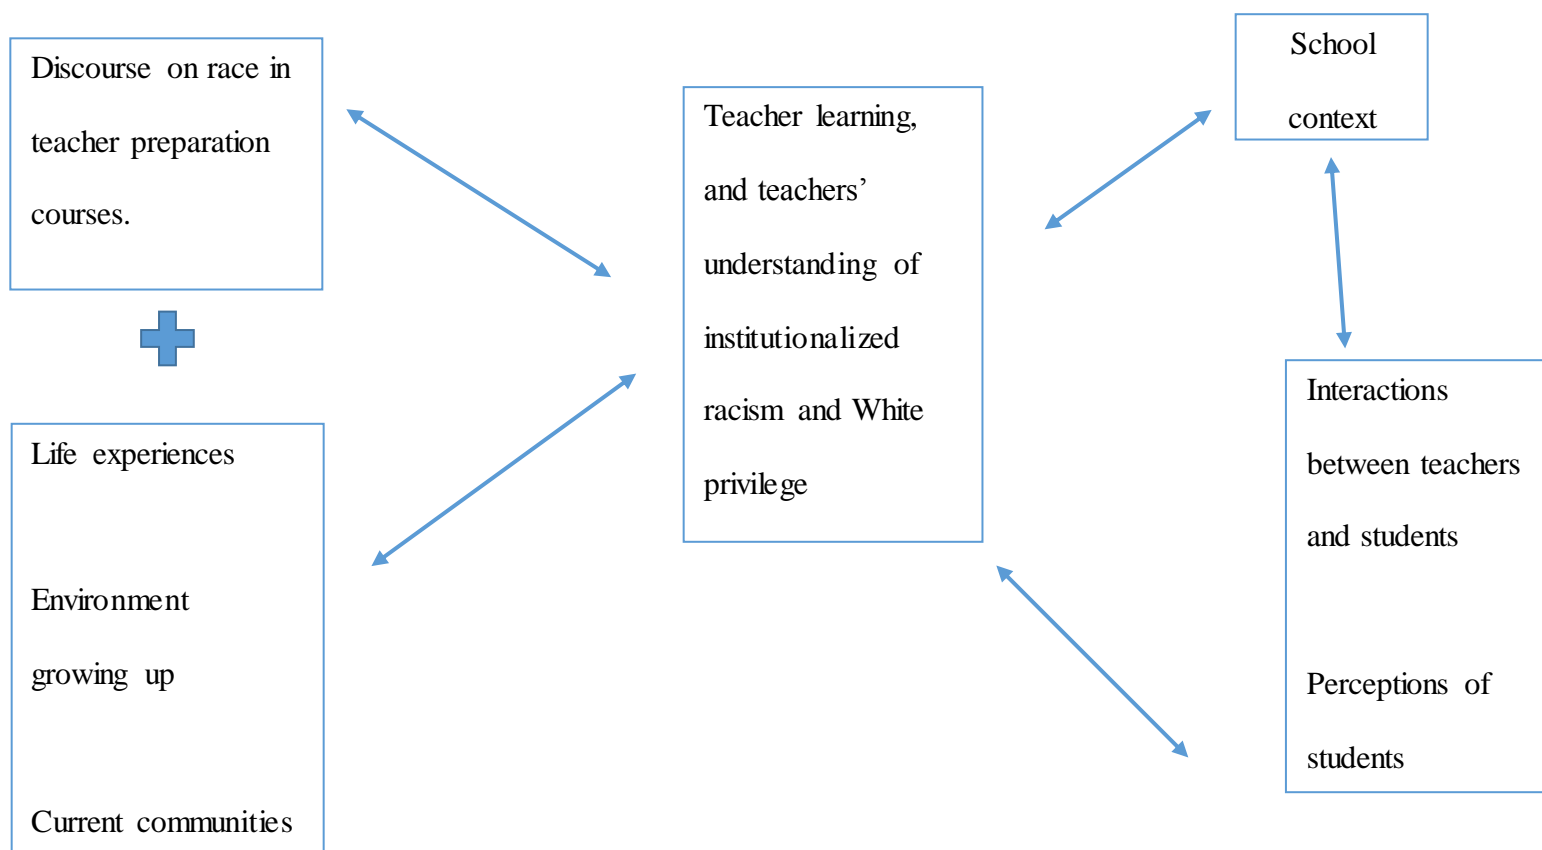 Discourse on race in
teacher preparation
courses.
Life experiences
Environment
growing up
Current communities
Teacher learning,
and teachers’
understanding of
institutionalized
racism and White
privilege
School
context
Interactions
between teachers
and students
Perceptions of
students